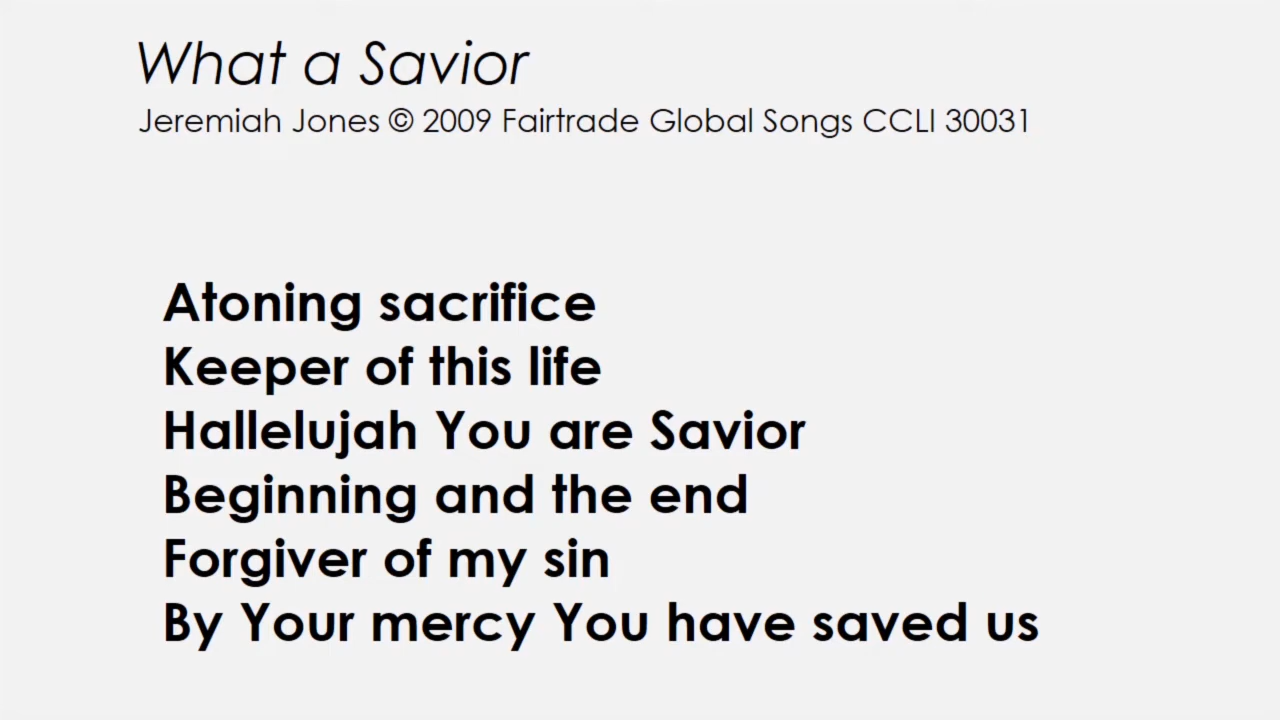 What a Savior
Jeremiah Jones © 2009 Fairtrade Global Songs CCLI 30031
Atoning sacrifice
Keeper of this life
Hallelujah You are Savior
Beginning and the end
Forgiver of my sin
By Your mercy You have saved us